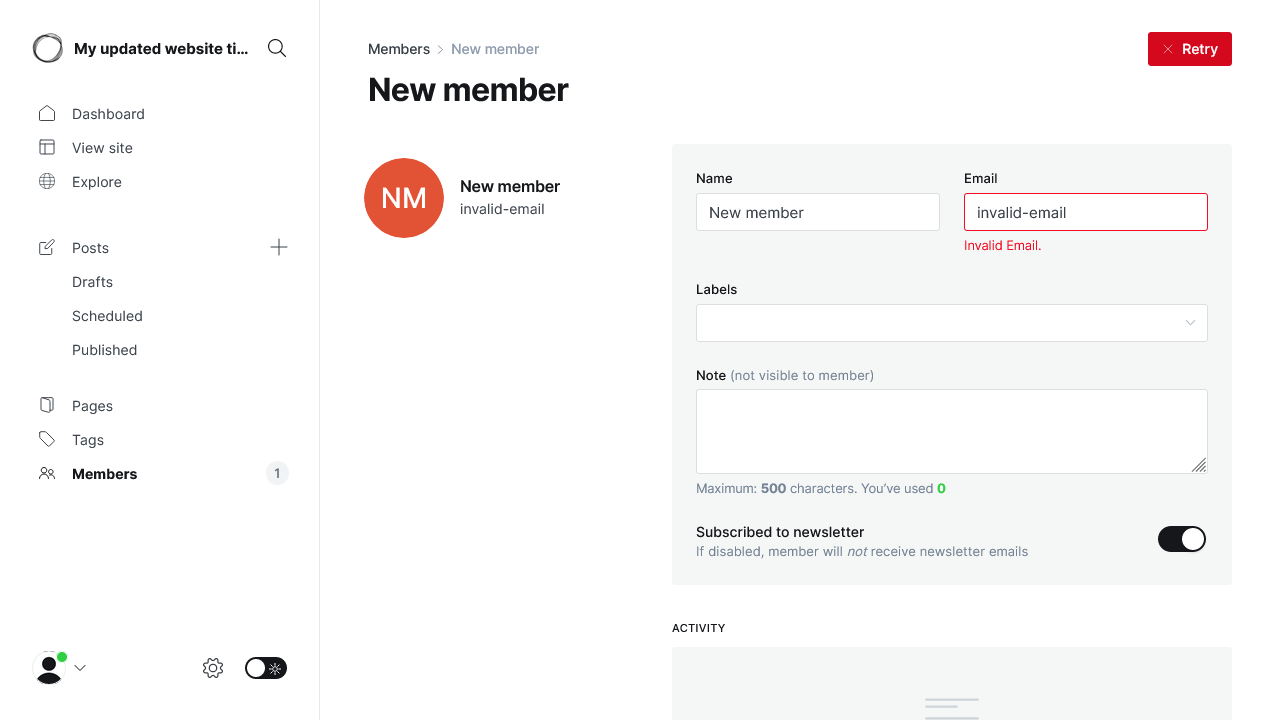 My updated website ti...
Dashboard
View site
Explore
Posts
Drafts
Scheduled
Published
Pages
Tags
Members 1
Members > New member
Retry
New member
NM
New member
invalid-email
Name
New member
Email
invalid-email
Invalid Email.
Labels
Note (not visible to member)
Maximum: 500 characters. You’ve used 0
Subscribed to newsletter
If disabled, member will not receive newsletter emails
ACTIVITY